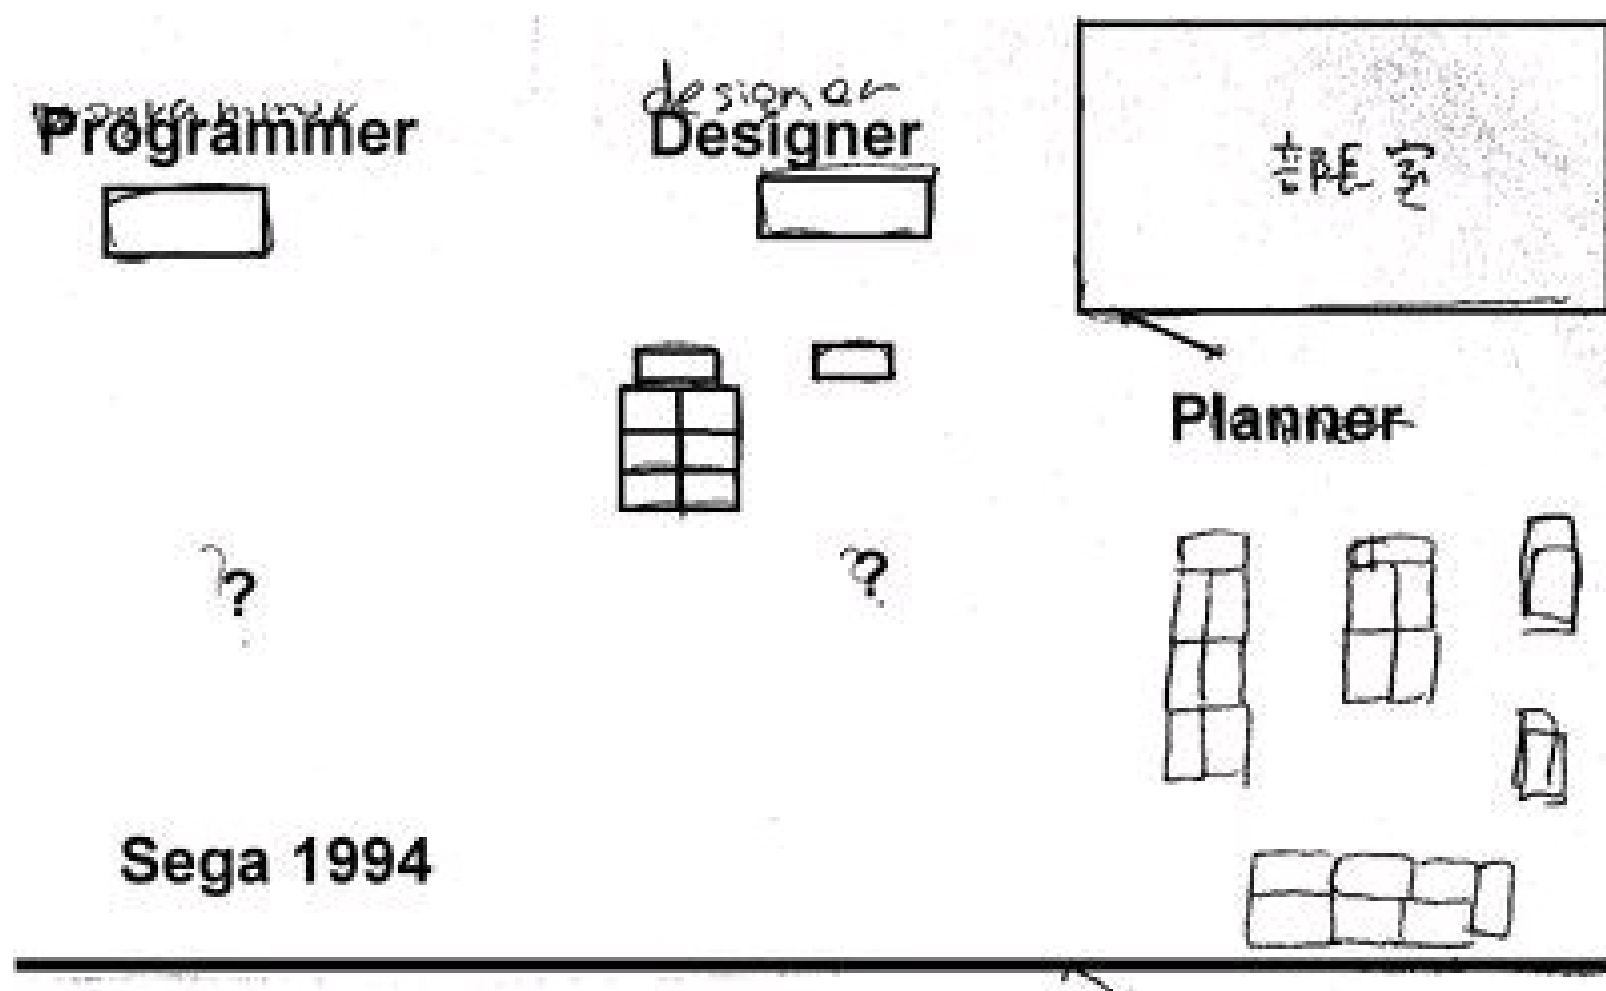 Programmer
designer
Designer
Planner
?
?
Sega 1994